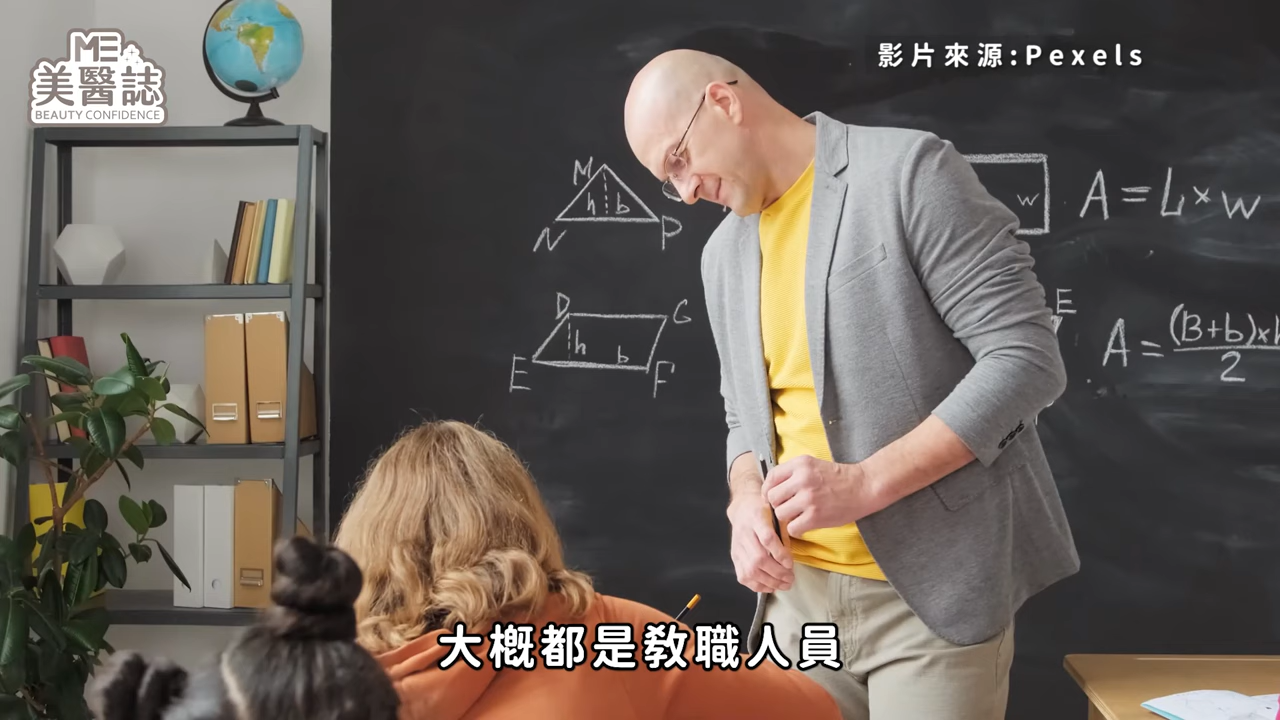 ME
美醫誌
BEAUTY CONFIDENCE
影片來源:Pexels
M
h b
N P
w
A=L×w
D G
h b
E F
E
A=(B+b)×h
2
大概都是教職人員